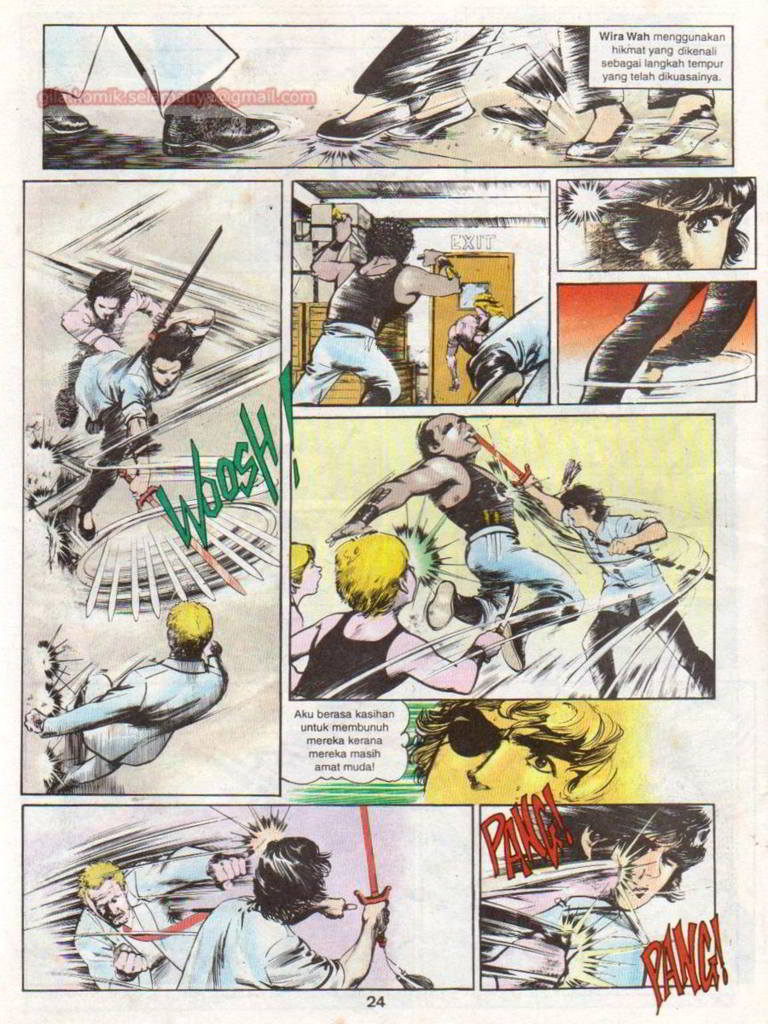 Wira Wah menggunakan
hikmat yang dikenali
sebagai langkah tempur
yang telah dikuasainya.
gilakomik.selamanya@gmail.com
EXIT
WOOSH!
Aku berasa kasihan
untuk membunuh
mereka kerana
mereka masih
amat muda!
PANG!
PANG!
24